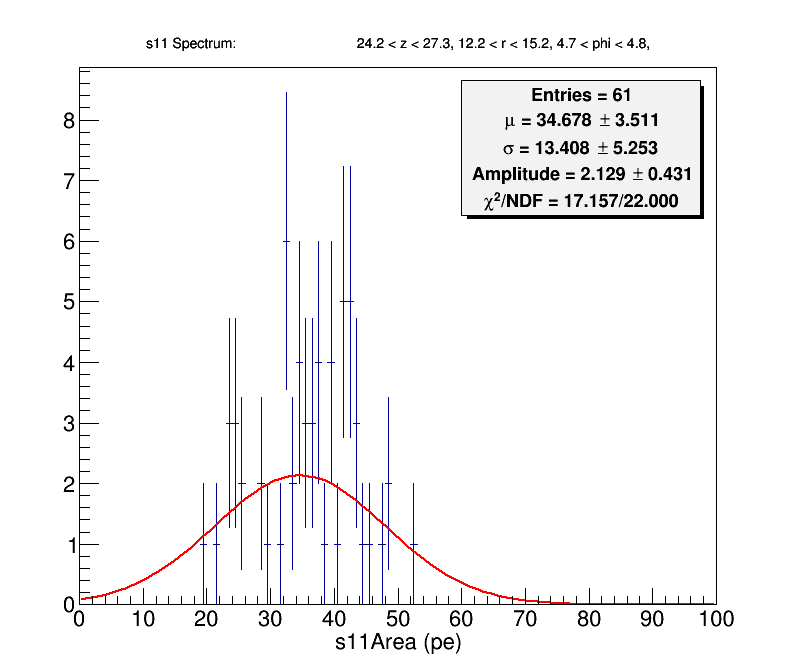 s11 Spectrum: 24.2 < z < 27.3, 12.2 < r < 15.2, 4.7 < phi < 4.8,
Entries = 61
μ = 34.678 ± 3.511
σ = 13.408 ± 5.253
Amplitude = 2.129 ± 0.431
χ²/NDF = 17.157/22.000
8
7
6
5
4
3
2
1
0
0 10 20 30 40 50 60 70 80 90 100
s11Area (pe)